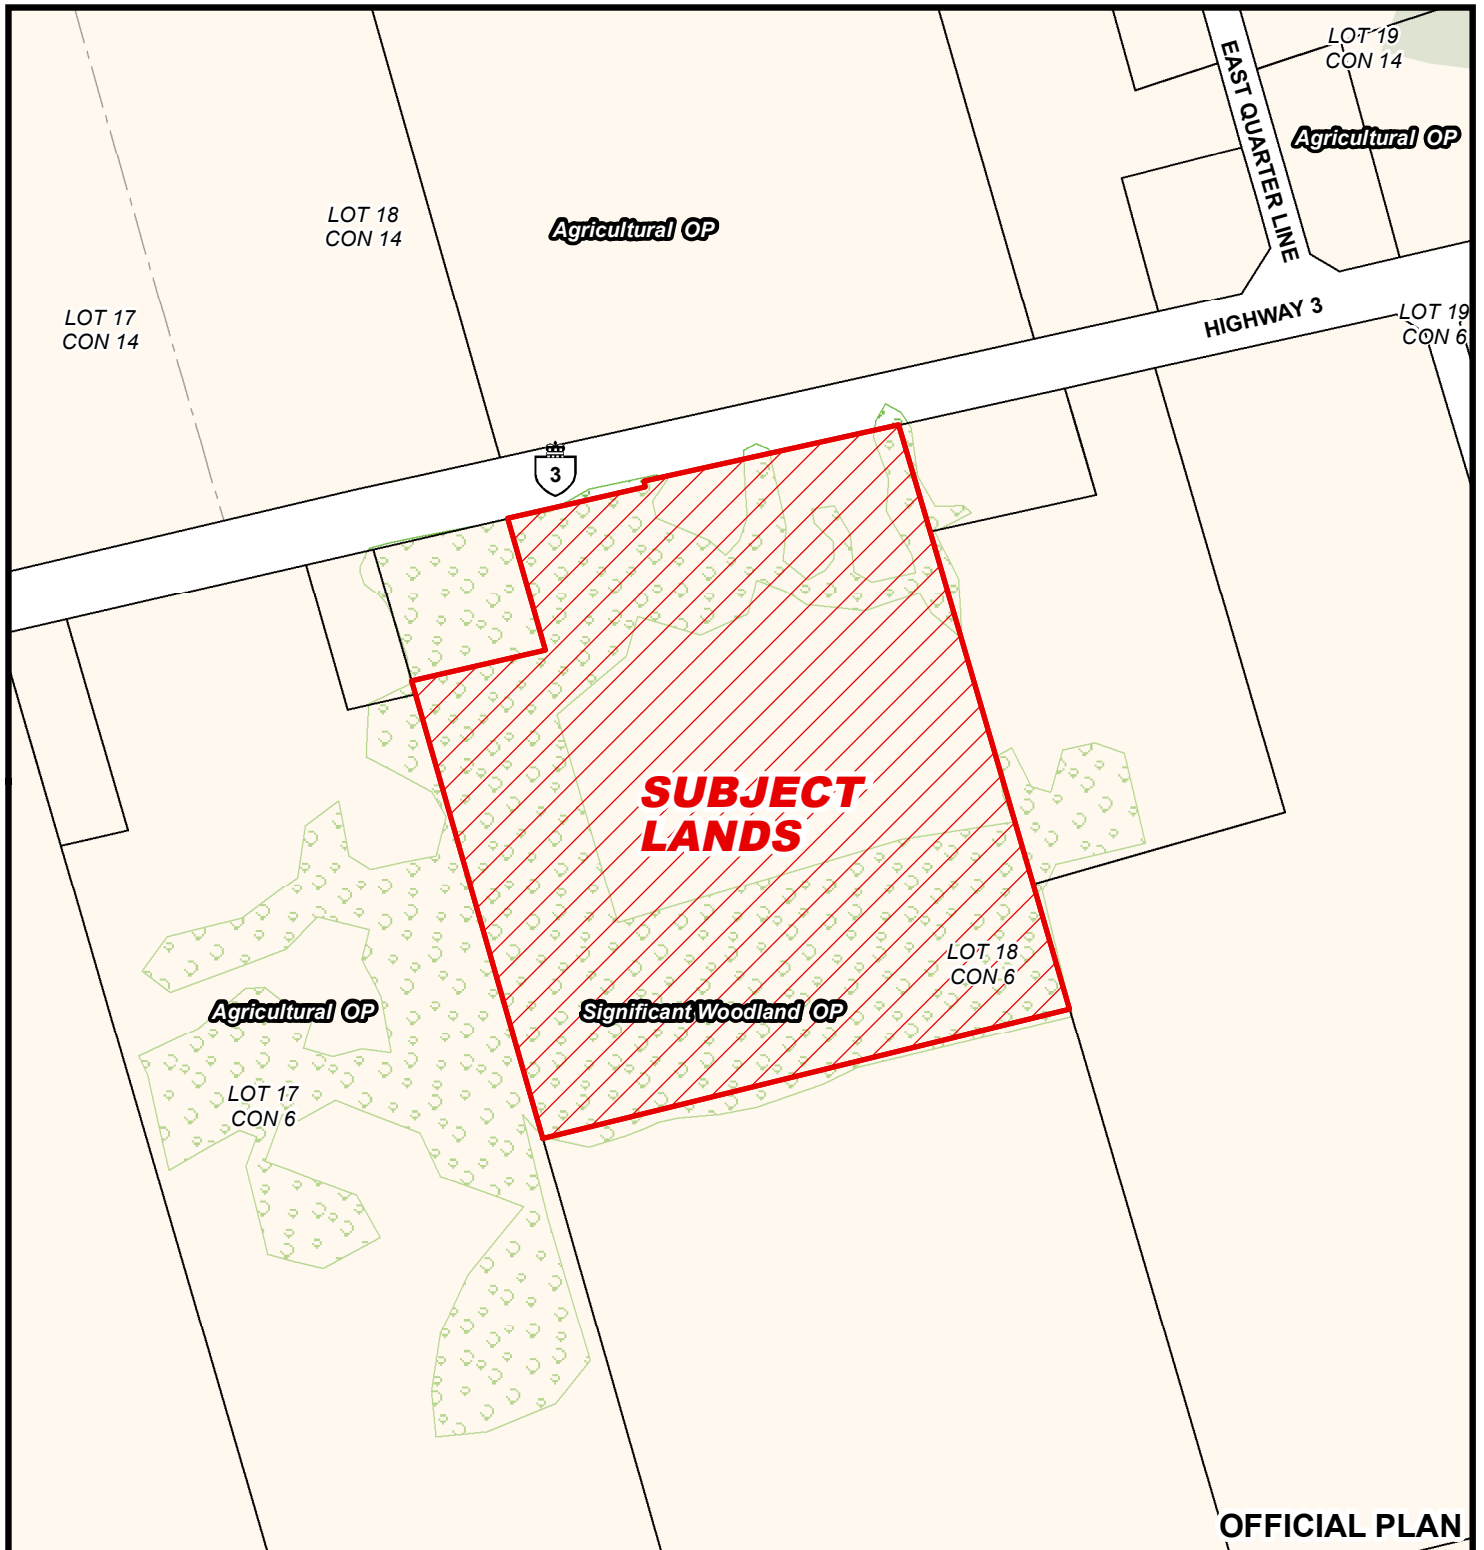 LOT 19
CON 14
EAST QUARTER LINE
Agricultural OP
LOT 18
CON 14
Agricultural OP
LOT 17
CON 14
HIGHWAY 3
LOT 19
CON 6
3
SUBJECT
LANDS
LOT 18
CON 6
Agricultural OP
Significant Woodland OP
LOT 17
CON 6
OFFICIAL PLAN